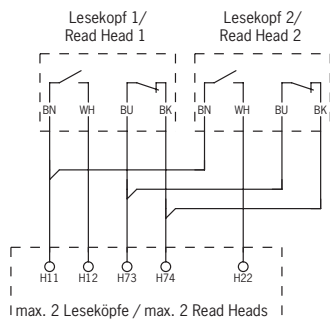 Lesekopf 1/ Lesekopf 2/
Read Head 1 Read Head 2
BN WH BU BK BN WH BU BK
H11 H12 H73 H74 H22
max. 2 Leseköpfe / max. 2 Read Heads